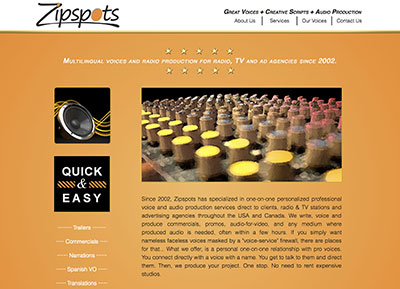 Zipspots
GREAT VOICES + CREATIVE SCRIPTS + AUDIO PRODUCTION
About Us | Services | Our Voices | Contact Us
MULTILINGUAL VOICES AND RADIO PRODUCTION FOR RADIO, TV AND AD AGENCIES SINCE 2002.
QUICK
&
EASY
Trailers
Commercials
Narrations
Spanish VO
Translations
Since 2002, Zipspots has specialized in one-on-one personalized professional
voice and audio production services direct to clients, radio & TV stations and
advertising agencies throughout the USA and Canada. We write, voice and
produce commercials, promos, audio-for-video, and any medium where
produced audio is needed, often within a few hours. If you simply want
nameless faceless voices masked by a "voice-service" firewall, there are places
for that... What we offer, is a personal one-on-one relationship with pro voices.
You connect directly with a voice with a name. You get to talk to them and direct
them. Then, we produce your project. One stop. No need to rent expensive
studios.